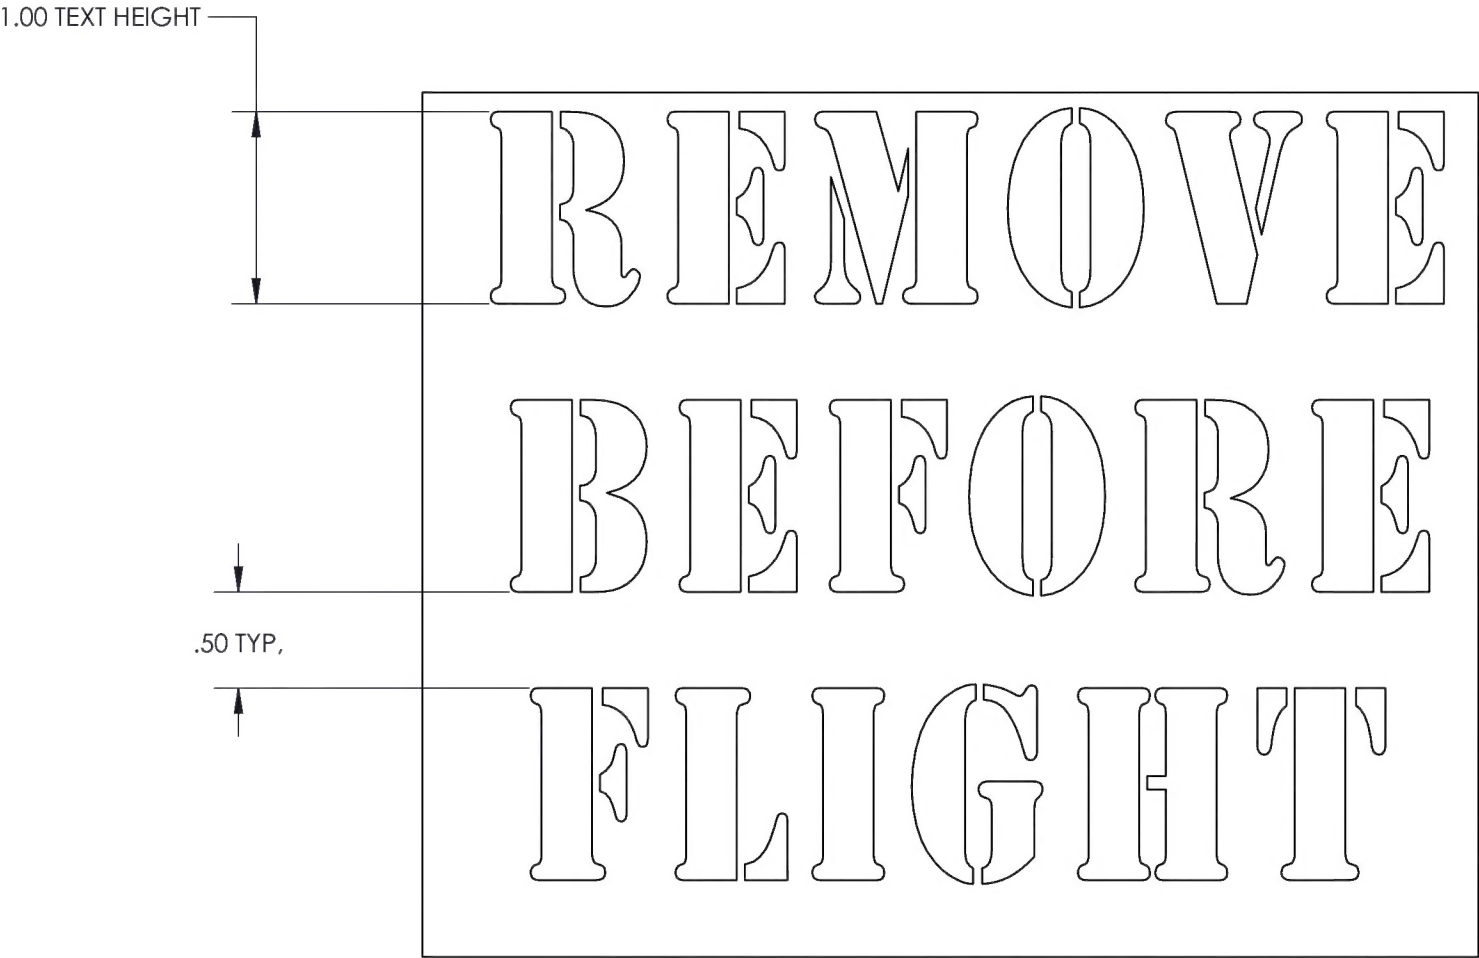 1.00 TEXT HEIGHT
REMOVE
BEFORE
.50 TYP,
FLIGHT